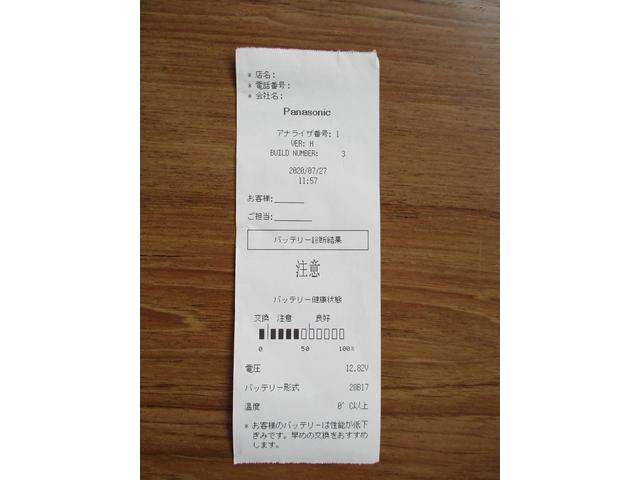 * 店名:
* 電話番号:
* 会社名:
Panasonic
アナライザ番号: 1
VER: H
BUILD NUMBER: 3
2020/07/27
11:57
お客様:______
ご担当:________
バッテリー診断結果
注意
バッテリー健康状態
交換 注意 良好
0 50 100%
電圧 12.82V
バッテリー形式 28B17
温度 0°C以上
* お客様のバッテリーは性能が低下
ぎみです。早めの交換をおすすめ
します。